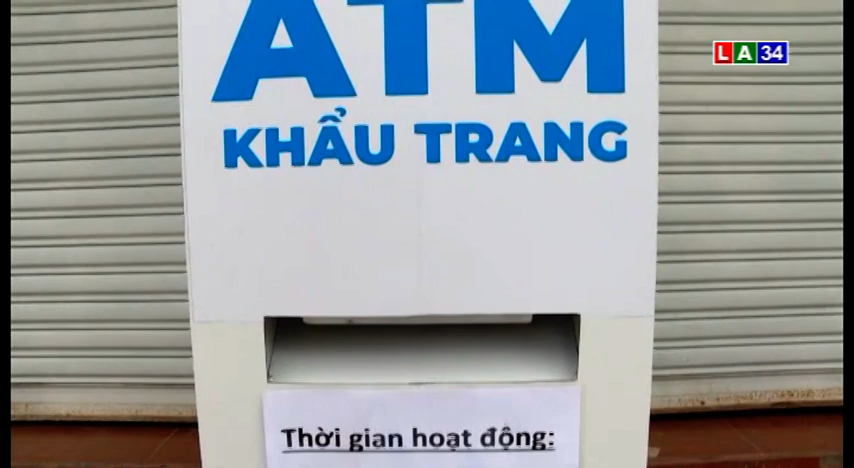 ATM
LA34
KHẨU TRANG
Thời gian hoạt động: